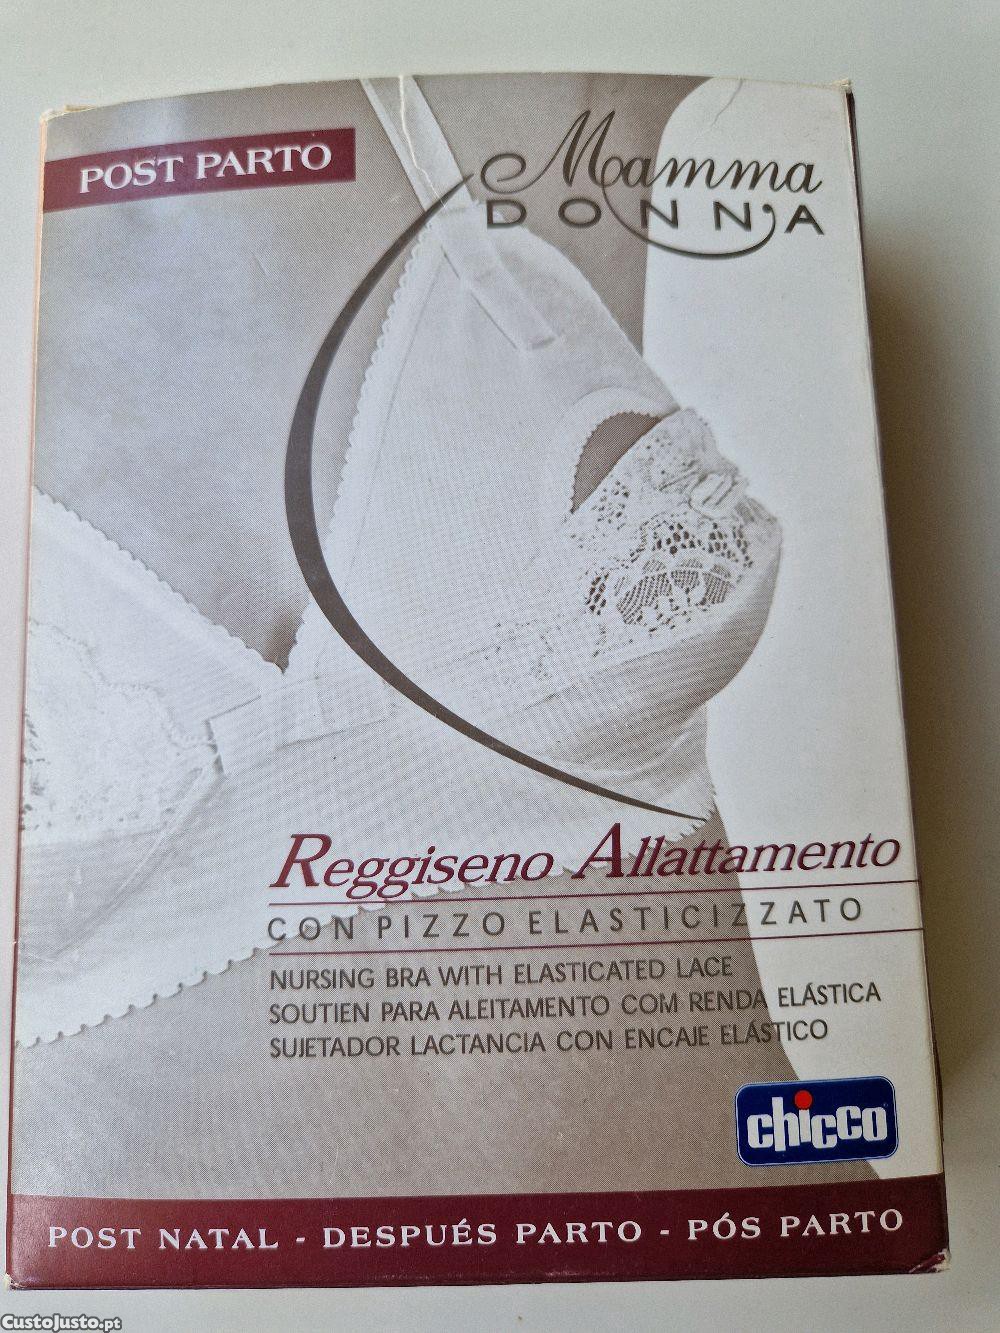 POST PARTO
Mamma
DONNA
Reggiseno Allattamento
CON PIZZO ELASTICIZZATO
NURSING BRA WITH ELASTICATED LACE
SOUTIEN PARA ALEITAMENTO COM RENDA ELÁSTICA
SUJETADOR LACTANCIA CON ENCAJE ELÁSTICO
chicco
POST NATAL - DESPUÉS PARTO - PÓS PARTO
CustoJusto.pt